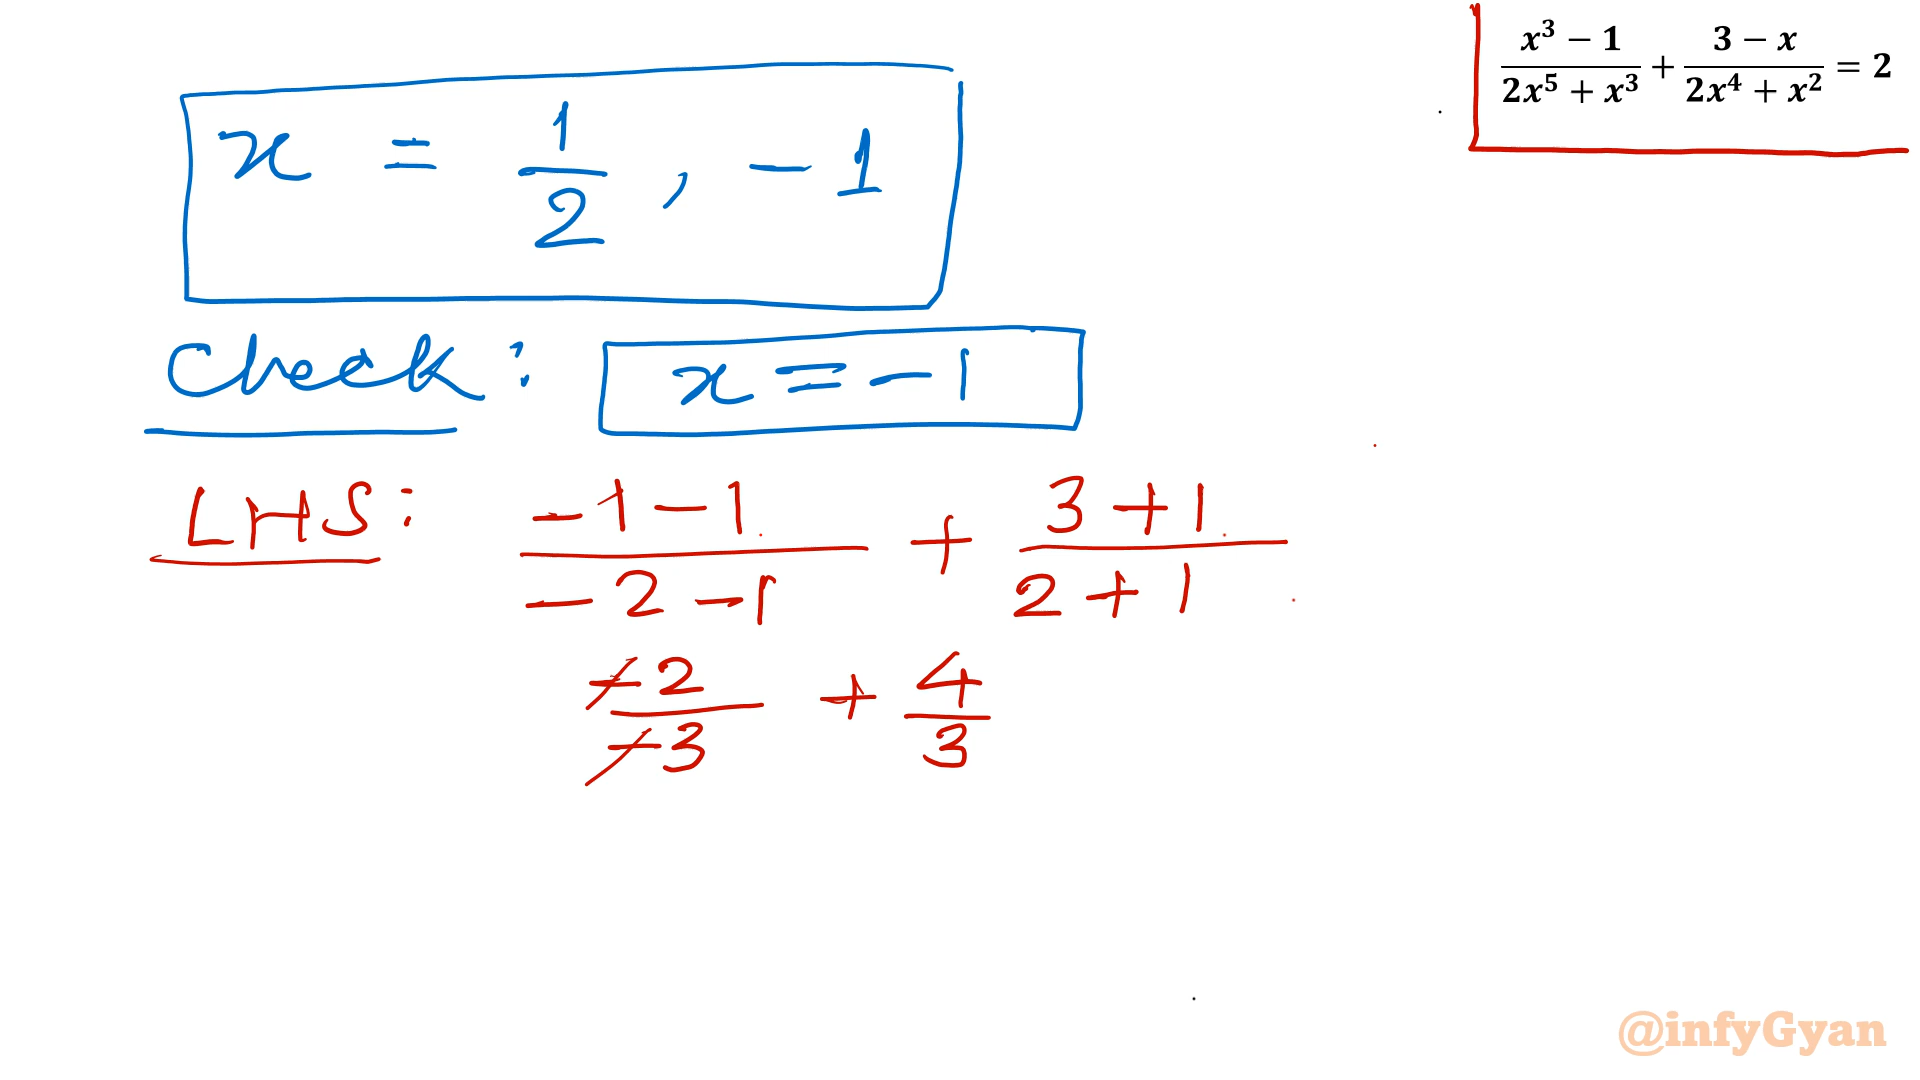 x³ − 1 / 2x⁵ + x³ + 3 − x / 2x⁴ + x² = 2
x = 1/2 , − 1
Check : x = − 1
LHS : −1 − 1 / −2 − 1 + 3 + 1 / 2 + 1
−2 / −3 + 4 / 3
@infyGyan